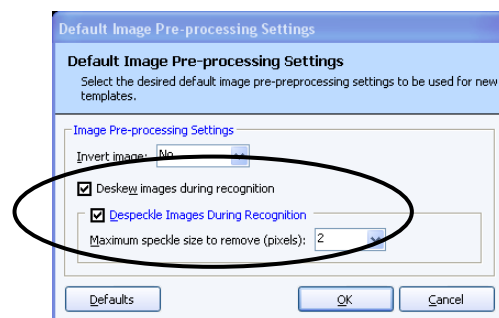 Default Image Pre-processing Settings
Default Image Pre-processing Settings
Select the desired default image pre-preprocessing settings to be used for new
templates.
Image Pre-processing Settings
Invert image: No
Deskew images during recognition
Despeckle Images During Recognition
Maximum speckle size to remove (pixels): 2
Defaults OK Cancel